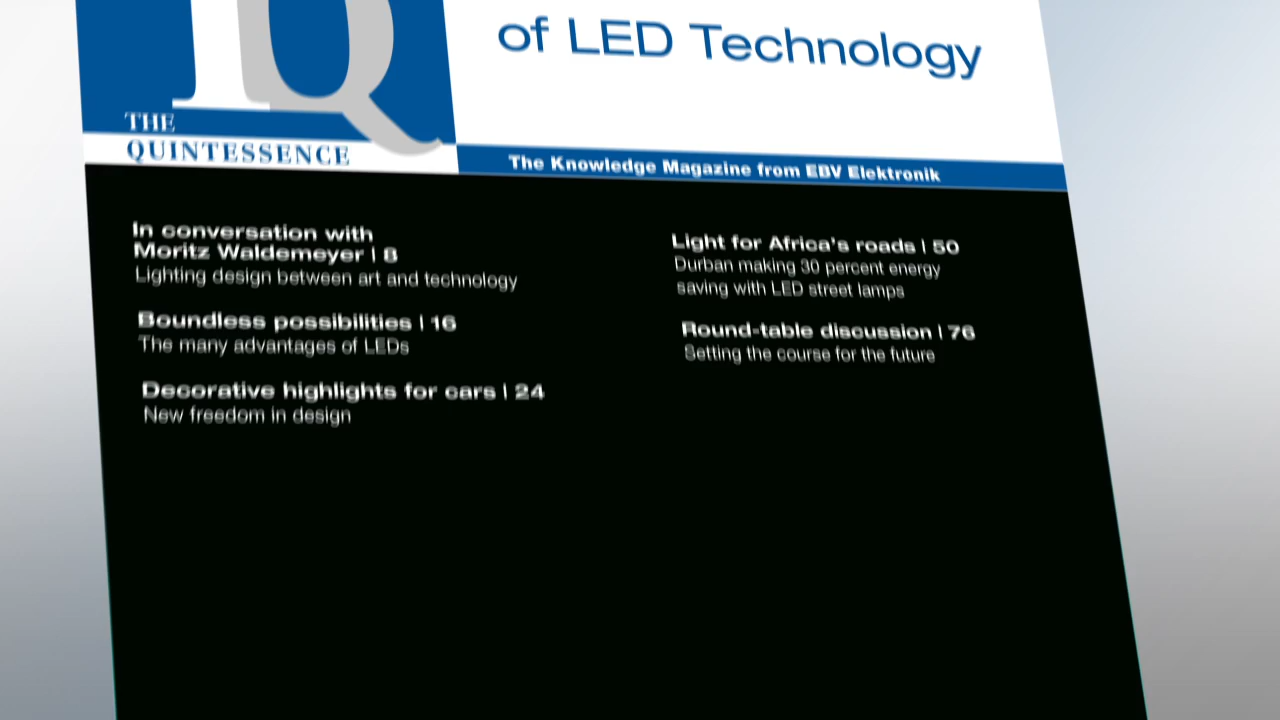 TQ
of LED Technology
THE
QUINTESSENCE
The Knowledge Magazine from EBV Elektronik
In conversation with
Moritz Waldemeyer | 8
Lighting design between art and technology
Boundless possibilities | 16
The many advantages of LEDs
Decorative highlights for cars | 24
New freedom in design
Light for Africa's roads | 50
Durban making 30 percent energy
saving with LED street lamps
Round-table discussion | 76
Setting the course for the future